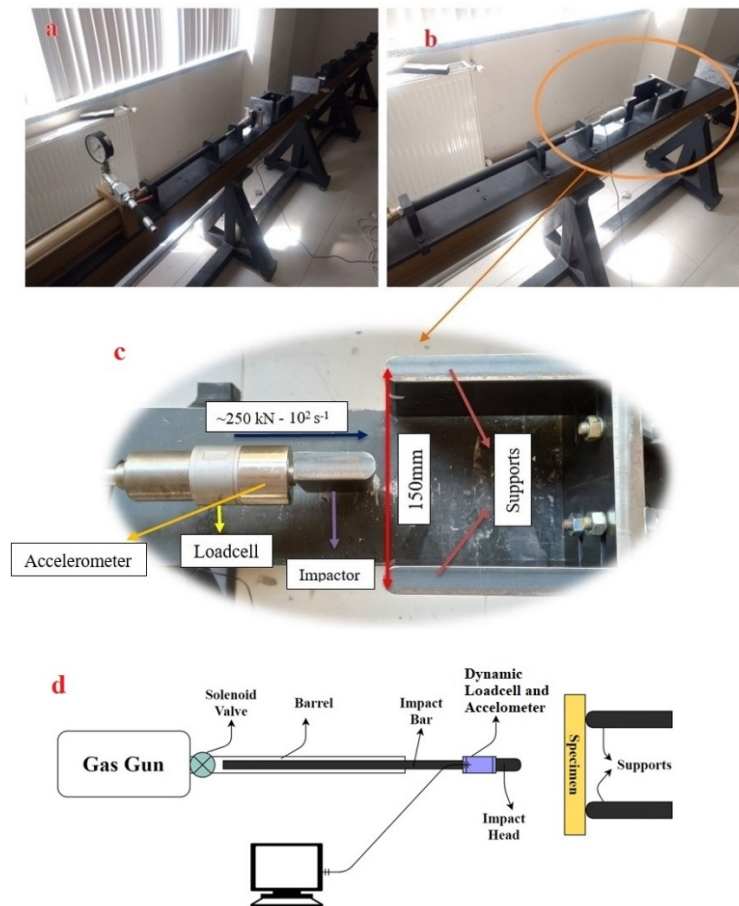 a
b
c
~250 kN - 10² s⁻¹
150mm
Supports
Accelerometer
Loadcell
Impactor
d
Solenoid
Valve
Barrel
Impact
Bar
Dynamic
Loadcell and
Accelometer
Gas Gun
Specimen
Supports
Impact
Head